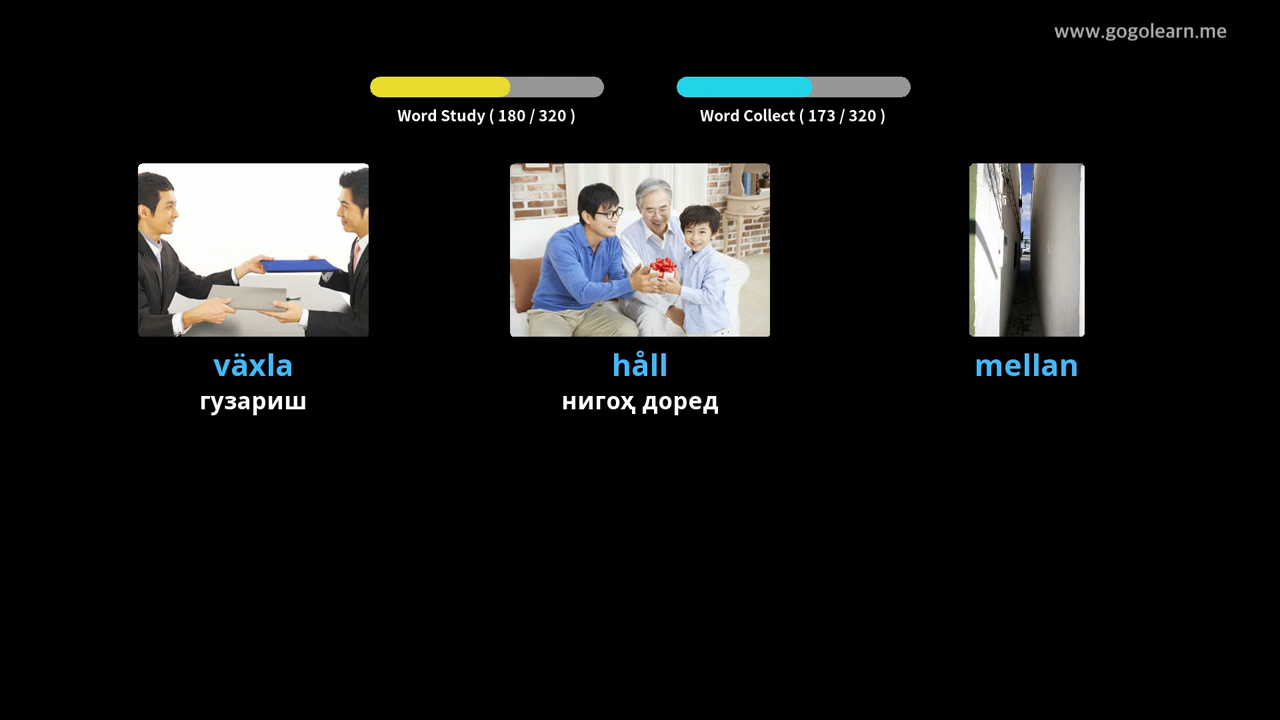 www.gogolearn.me
Word Study ( 180 / 320 )
Word Collect ( 173 / 320 )
växla
håll
mellan
гузариш
нигоҳ доред